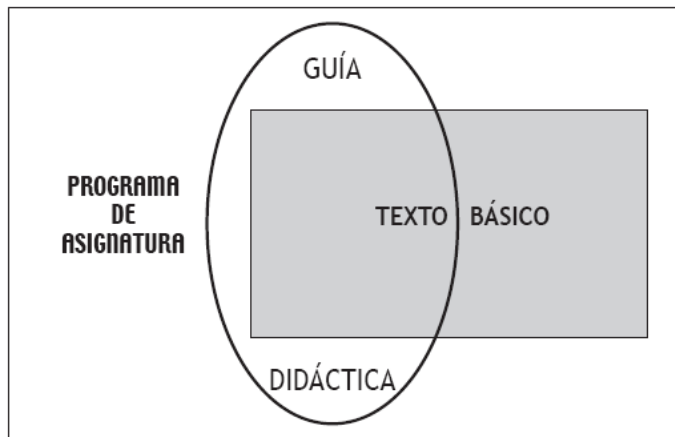 GUÍA
PROGRAMA
DE
ASIGNATURA
TEXTO BÁSICO
DIDÁCTICA